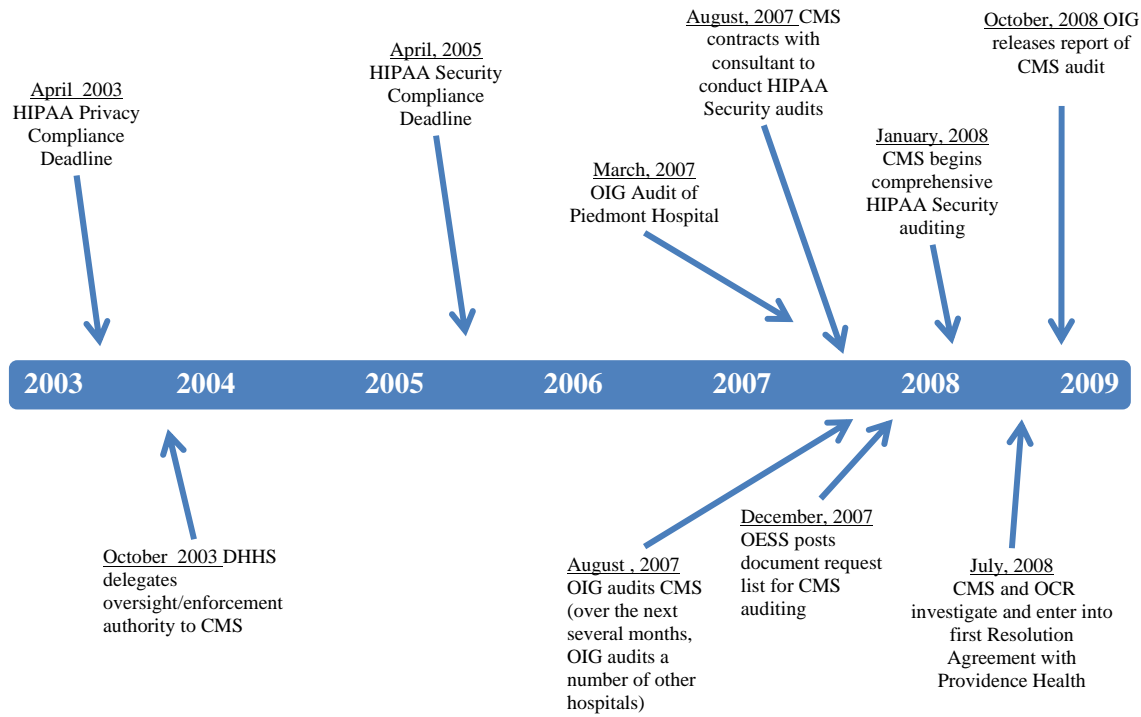 April  2003
HIPAA Privacy
Compliance
Deadline
April, 2005
HIPAA Security
Compliance
Deadline
March, 2007
OIG Audit of
Piedmont Hospital
August, 2007 CMS
contracts with
consultant to
conduct HIPAA
Security audits
January, 2008
CMS begins
comprehensive
HIPAA Security
auditing
October, 2008 OIG
releases report of
CMS audit
2003 2004 2005 2006 2007 2008 2009
October  2003 DHHS
delegates
oversight/enforcement
authority to CMS
August , 2007
OIG audits CMS
(over the next
several months,
OIG audits a
number of other
hospitals)
December, 2007
OESS posts
document request
list for CMS
auditing
July, 2008
CMS and OCR
investigate and enter into
first Resolution
Agreement with
Providence Health